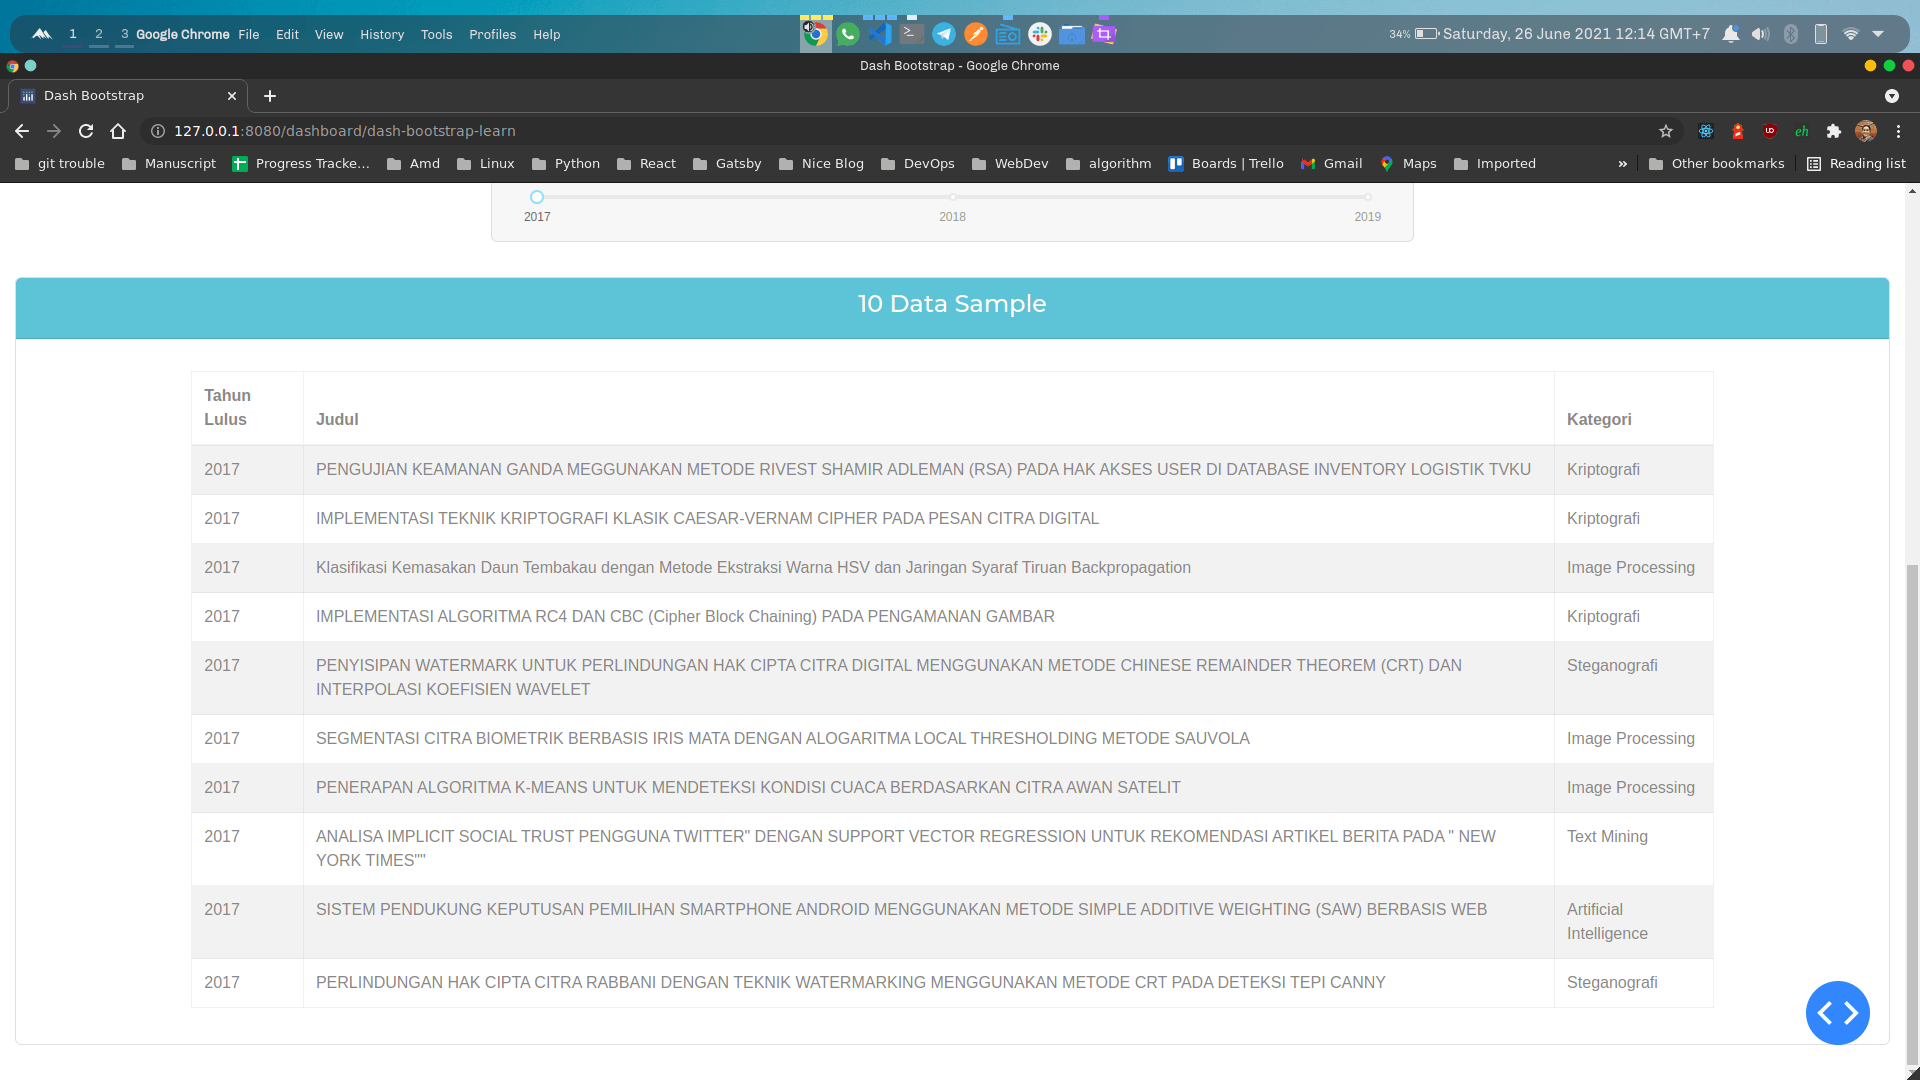 1 2 3 Google Chrome File Edit View History Tools Profiles Help 34% Saturday, 26 June 2021 12:14 GMT+7
Dash Bootstrap - Google Chrome
Dash Bootstrap
127.0.0.1:8080/dashboard/dash-bootstrap-learn
git trouble Manuscript Progress Tracke... Amd Linux Python React Gatsby Nice Blog DevOps WebDev algorithm Boards | Trello Gmail Maps Imported » Other bookmarks Reading list
2017 2018 2019
10 Data Sample
Tahun
Lulus Judul Kategori
2017 PENGUJIAN KEAMANAN GANDA MEGGUNAKAN METODE RIVEST SHAMIR ADLEMAN (RSA) PADA HAK AKSES USER DI DATABASE INVENTORY LOGISTIK TVKU Kriptografi
2017 IMPLEMENTASI TEKNIK KRIPTOGRAFI KLASIK CAESAR-VERNAM CIPHER PADA PESAN CITRA DIGITAL Kriptografi
2017 Klasifikasi Kemasakan Daun Tembakau dengan Metode Ekstraksi Warna HSV dan Jaringan Syaraf Tiruan Backpropagation Image Processing
2017 IMPLEMENTASI ALGORITMA RC4 DAN CBC (Cipher Block Chaining) PADA PENGAMANAN GAMBAR Kriptografi
2017 PENYISIPAN WATERMARK UNTUK PERLINDUNGAN HAK CIPTA CITRA DIGITAL MENGGUNAKAN METODE CHINESE REMAINDER THEOREM (CRT) DAN Steganografi
INTERPOLASI KOEFISIEN WAVELET
2017 SEGMENTASI CITRA BIOMETRIK BERBASIS IRIS MATA DENGAN ALOGARITMA LOCAL THRESHOLDING METODE SAUVOLA Image Processing
2017 PENERAPAN ALGORITMA K-MEANS UNTUK MENDETEKSI KONDISI CUACA BERDASARKAN CITRA AWAN SATELIT Image Processing
2017 ANALISA IMPLICIT SOCIAL TRUST PENGGUNA TWITTER" DENGAN SUPPORT VECTOR REGRESSION UNTUK REKOMENDASI ARTIKEL BERITA PADA " NEW Text Mining
YORK TIMES""
2017 SISTEM PENDUKUNG KEPUTUSAN PEMILIHAN SMARTPHONE ANDROID MENGGUNAKAN METODE SIMPLE ADDITIVE WEIGHTING (SAW) BERBASIS WEB Artificial
Intelligence
2017 PERLINDUNGAN HAK CIPTA CITRA RABBANI DENGAN TEKNIK WATERMARKING MENGGUNAKAN METODE CRT PADA DETEKSI TEPI CANNY Steganografi